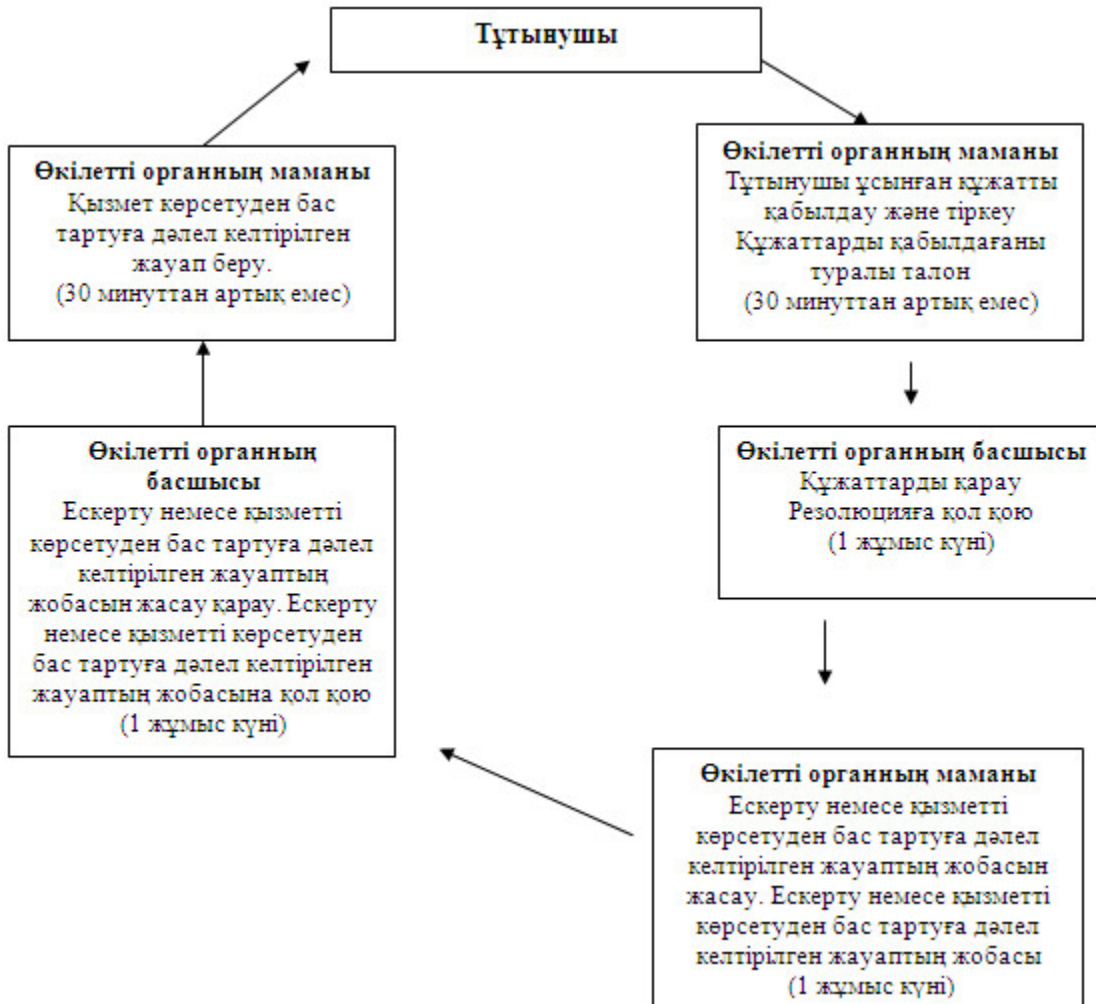 Тұтынушы
Өкілетті органның маманы
Тұтынушы ұсынған құжатты
қабылдау және тіркеу
Құжаттарды қабылдағаны
туралы талон
(30 минуттан артық емес)
Өкілетті органның басшысы
Құжаттарды қарау
Резолюцияға қол қою
(1 жұмыс күні)
Өкілетті органның маманы
Ескерту немесе қызметті
көрсетуден бас тартуға дәлел
келтірілген жауаптың жобасын
жасау. Ескерту немесе қызметті
көрсетуден бас тартуға дәлел
келтірілген жауаптың жобасы
(1 жұмыс күні)
Өкілетті органның
басшысы
Ескерту немесе қызметті
көрсетуден бас тартуға дәлел
келтірілген жауаптың
жобасын жасау қарау. Ескерту
немесе қызметті көрсетуден
бас тартуға дәлел келтірілген
жауаптың жобасына қол қою
(1 жұмыс күні)
Өкілетті органның маманы
Қызмет көрсетуден бас
тартуға дәлел келтірілген
жауап беру.
(30 минуттан артық емес)